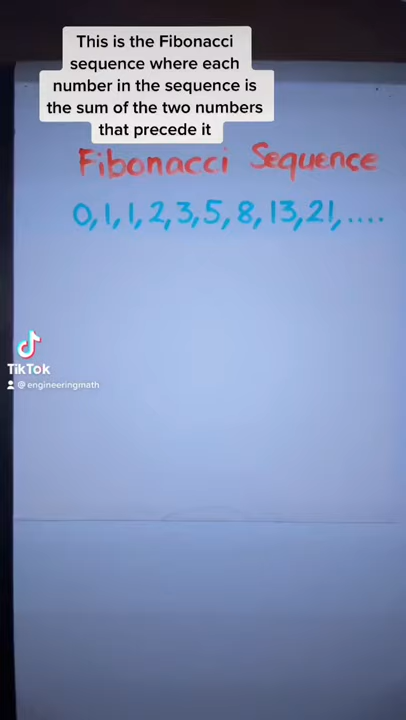 This is the Fibonacci
sequence where each
number in the sequence is
the sum of the two numbers
that precede it
Fibonacci Sequence
0, 1, 1, 2, 3, 5, 8, 13, 21, ....
TikTok
@engineeringmath